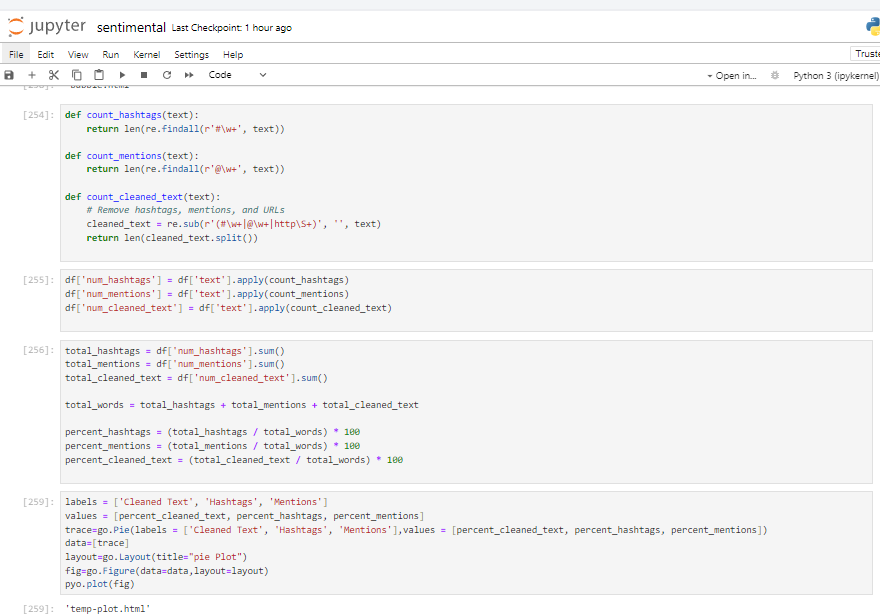 jupyter sentimental Last Checkpoint: 1 hour ago
File Edit View Run Kernel Settings Help
Code Open in... Python 3 (ipykernel)
[254]: def count_hashtags(text):
    return len(re.findall(r'#\w+', text))

def count_mentions(text):
    return len(re.findall(r'@\w+', text))

def count_cleaned_text(text):
    # Remove hashtags, mentions, and URLs
    cleaned_text = re.sub(r'(#\w+|@\w+|http\S+)', '', text)
    return len(cleaned_text.split())
[255]: df['num_hashtags'] = df['text'].apply(count_hashtags)
df['num_mentions'] = df['text'].apply(count_mentions)
df['num_cleaned_text'] = df['text'].apply(count_cleaned_text)
[256]: total_hashtags = df['num_hashtags'].sum()
total_mentions = df['num_mentions'].sum()
total_cleaned_text = df['num_cleaned_text'].sum()

total_words = total_hashtags + total_mentions + total_cleaned_text

percent_hashtags = (total_hashtags / total_words) * 100
percent_mentions = (total_mentions / total_words) * 100
percent_cleaned_text = (total_cleaned_text / total_words) * 100
[259]: labels = ['Cleaned Text', 'Hashtags', 'Mentions']
values = [percent_cleaned_text, percent_hashtags, percent_mentions]
trace=go.Pie(labels = ['Cleaned Text', 'Hashtags', 'Mentions'],values = [percent_cleaned_text, percent_hashtags, percent_mentions])
data=[trace]
layout=go.Layout(title="pie Plot")
fig=go.Figure(data=data,layout=layout)
pyo.plot(fig)
[259]: 'temp-plot.html'